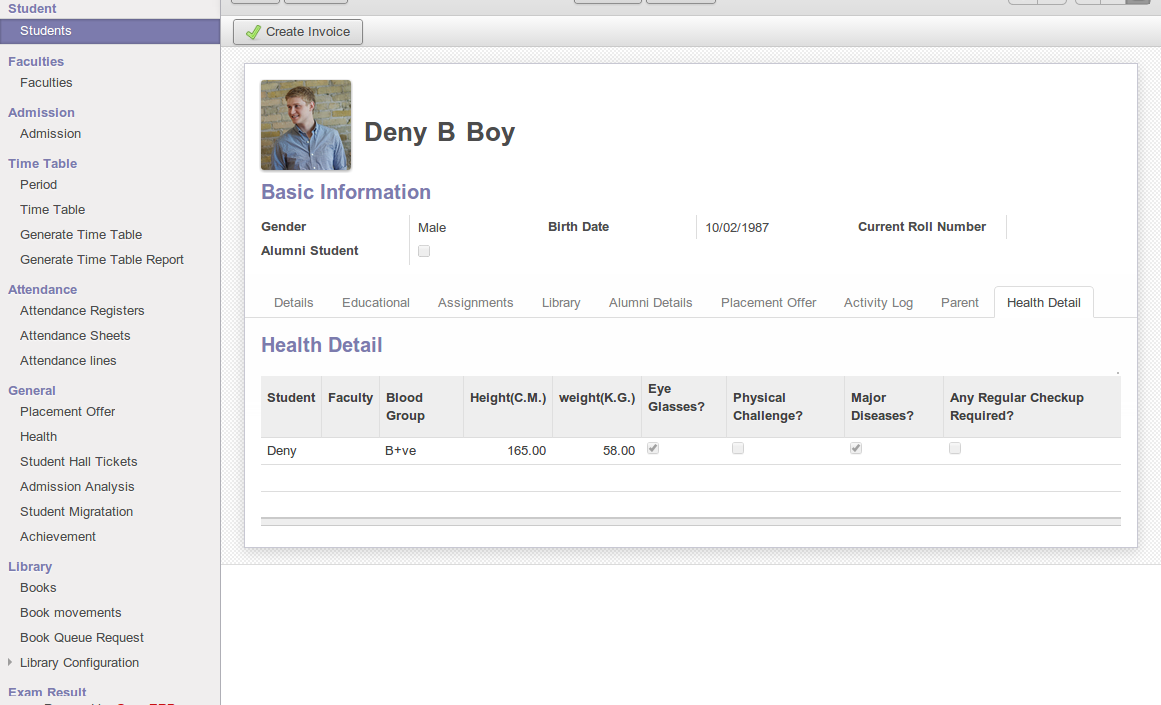 Student
Students
Faculties
Faculties
Admission
Admission
Time Table
Period
Time Table
Generate Time Table
Generate Time Table Report
Attendance
Attendance Registers
Attendance Sheets
Attendance lines
General
Placement Offer
Health
Student Hall Tickets
Admission Analysis
Student Migratation
Achievement
Library
Books
Book movements
Book Queue Request
Library Configuration
Exam Result
Create Invoice
Deny B Boy
Basic Information
Gender Male Birth Date 10/02/1987 Current Roll Number
Alumni Student
Details Educational Assignments Library Alumni Details Placement Offer Activity Log Parent Health Detail
Health Detail
Student Faculty Blood Group Height(C.M.) weight(K.G.) Eye Glasses? Physical Challenge? Major Diseases? Any Regular Checkup Required?
Deny B+ve 165.00 58.00